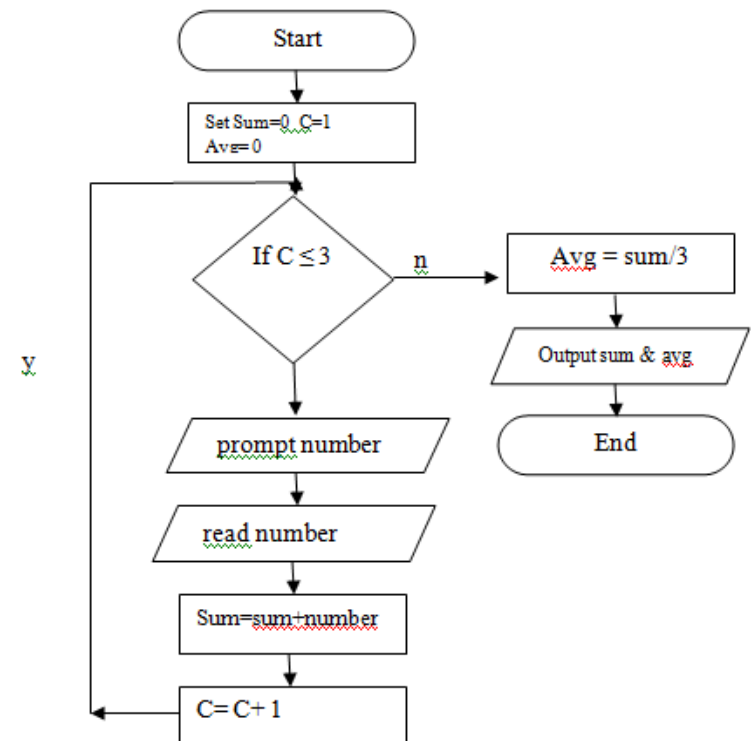 Start
Set Sum=0 C=1
Avg=0
If C ≤ 3
n
Avg = sum/3
y
Output sum & avg
prompt number
End
read number
Sum=sum+number
C= C+ 1